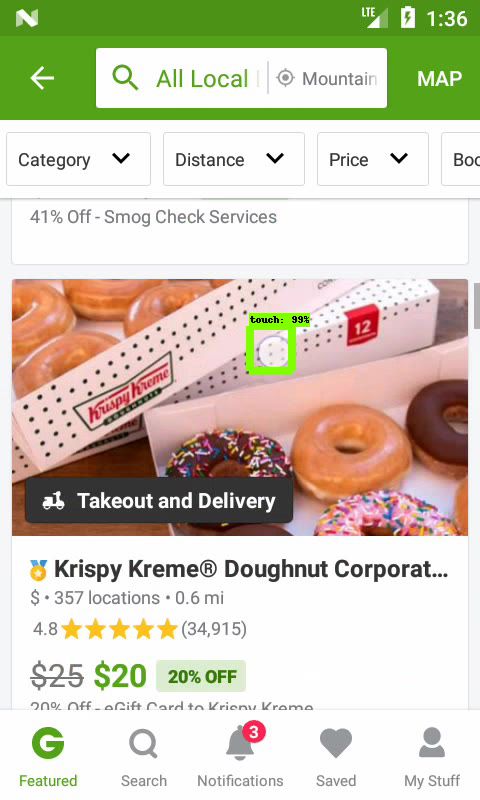 LTE 1:36
All Local
Mountain
MAP
Category
Distance
Price
Boo
41% Off - Smog Check Services
touch: 99%
12
Krispy Kreme
DOUGHNUTS
Takeout and Delivery
Krispy Kreme® Doughnut Corporat...
$ • 357 locations • 0.6 mi
4.8 (34,915)
$25 $20 20% OFF
20% Off - eGift Card to Krispy Kreme
G 3
Featured Search Notifications Saved My Stuff